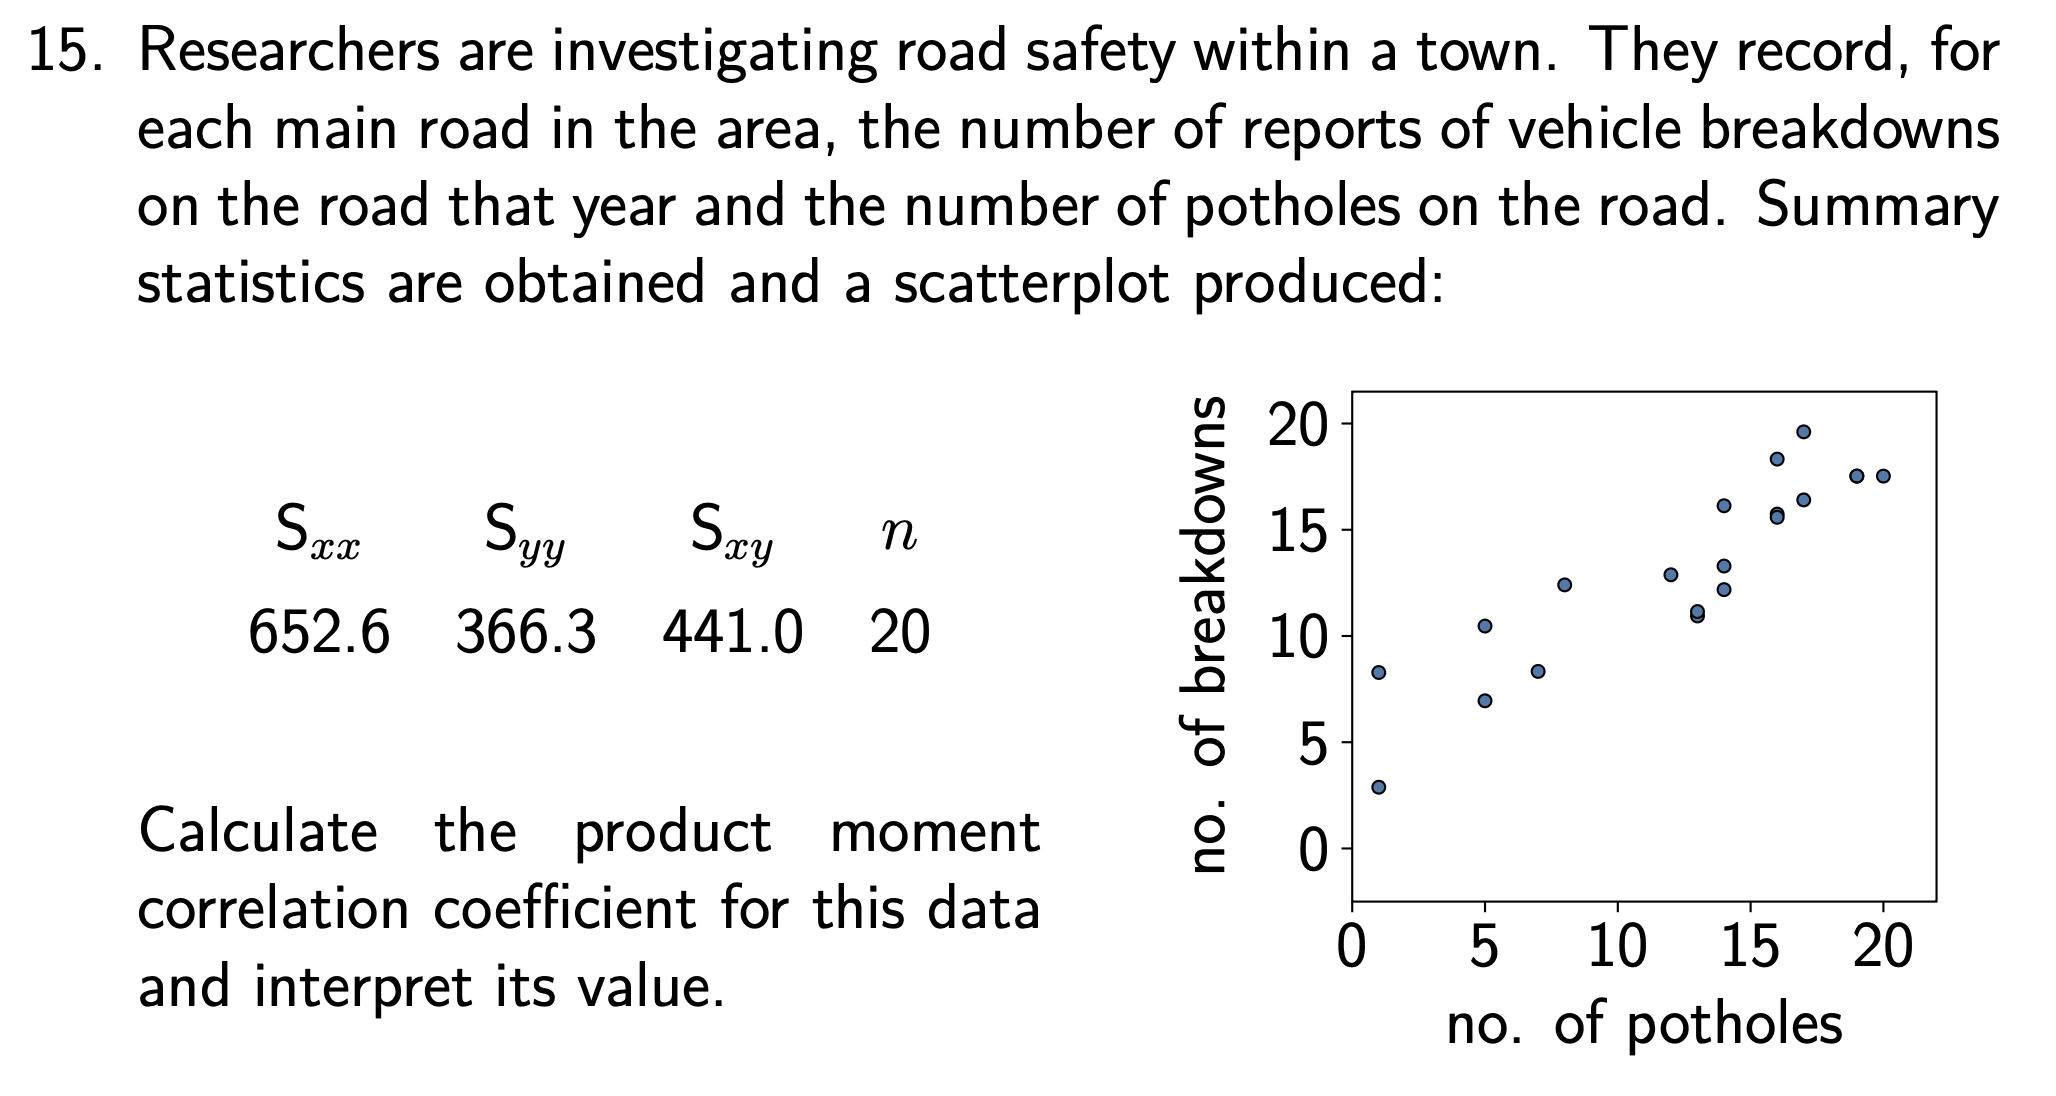 15. Researchers are investigating road safety within a town. They record, for
each main road in the area, the number of reports of vehicle breakdowns
on the road that year and the number of potholes on the road. Summary
statistics are obtained and a scatterplot produced:
Sxx Syy Sxy n
652.6 366.3 441.0 20
Calculate the product moment
correlation coefficient for this data
and interpret its value.
no. of breakdowns
20
15
10
5
0
0 5 10 15 20
no. of potholes